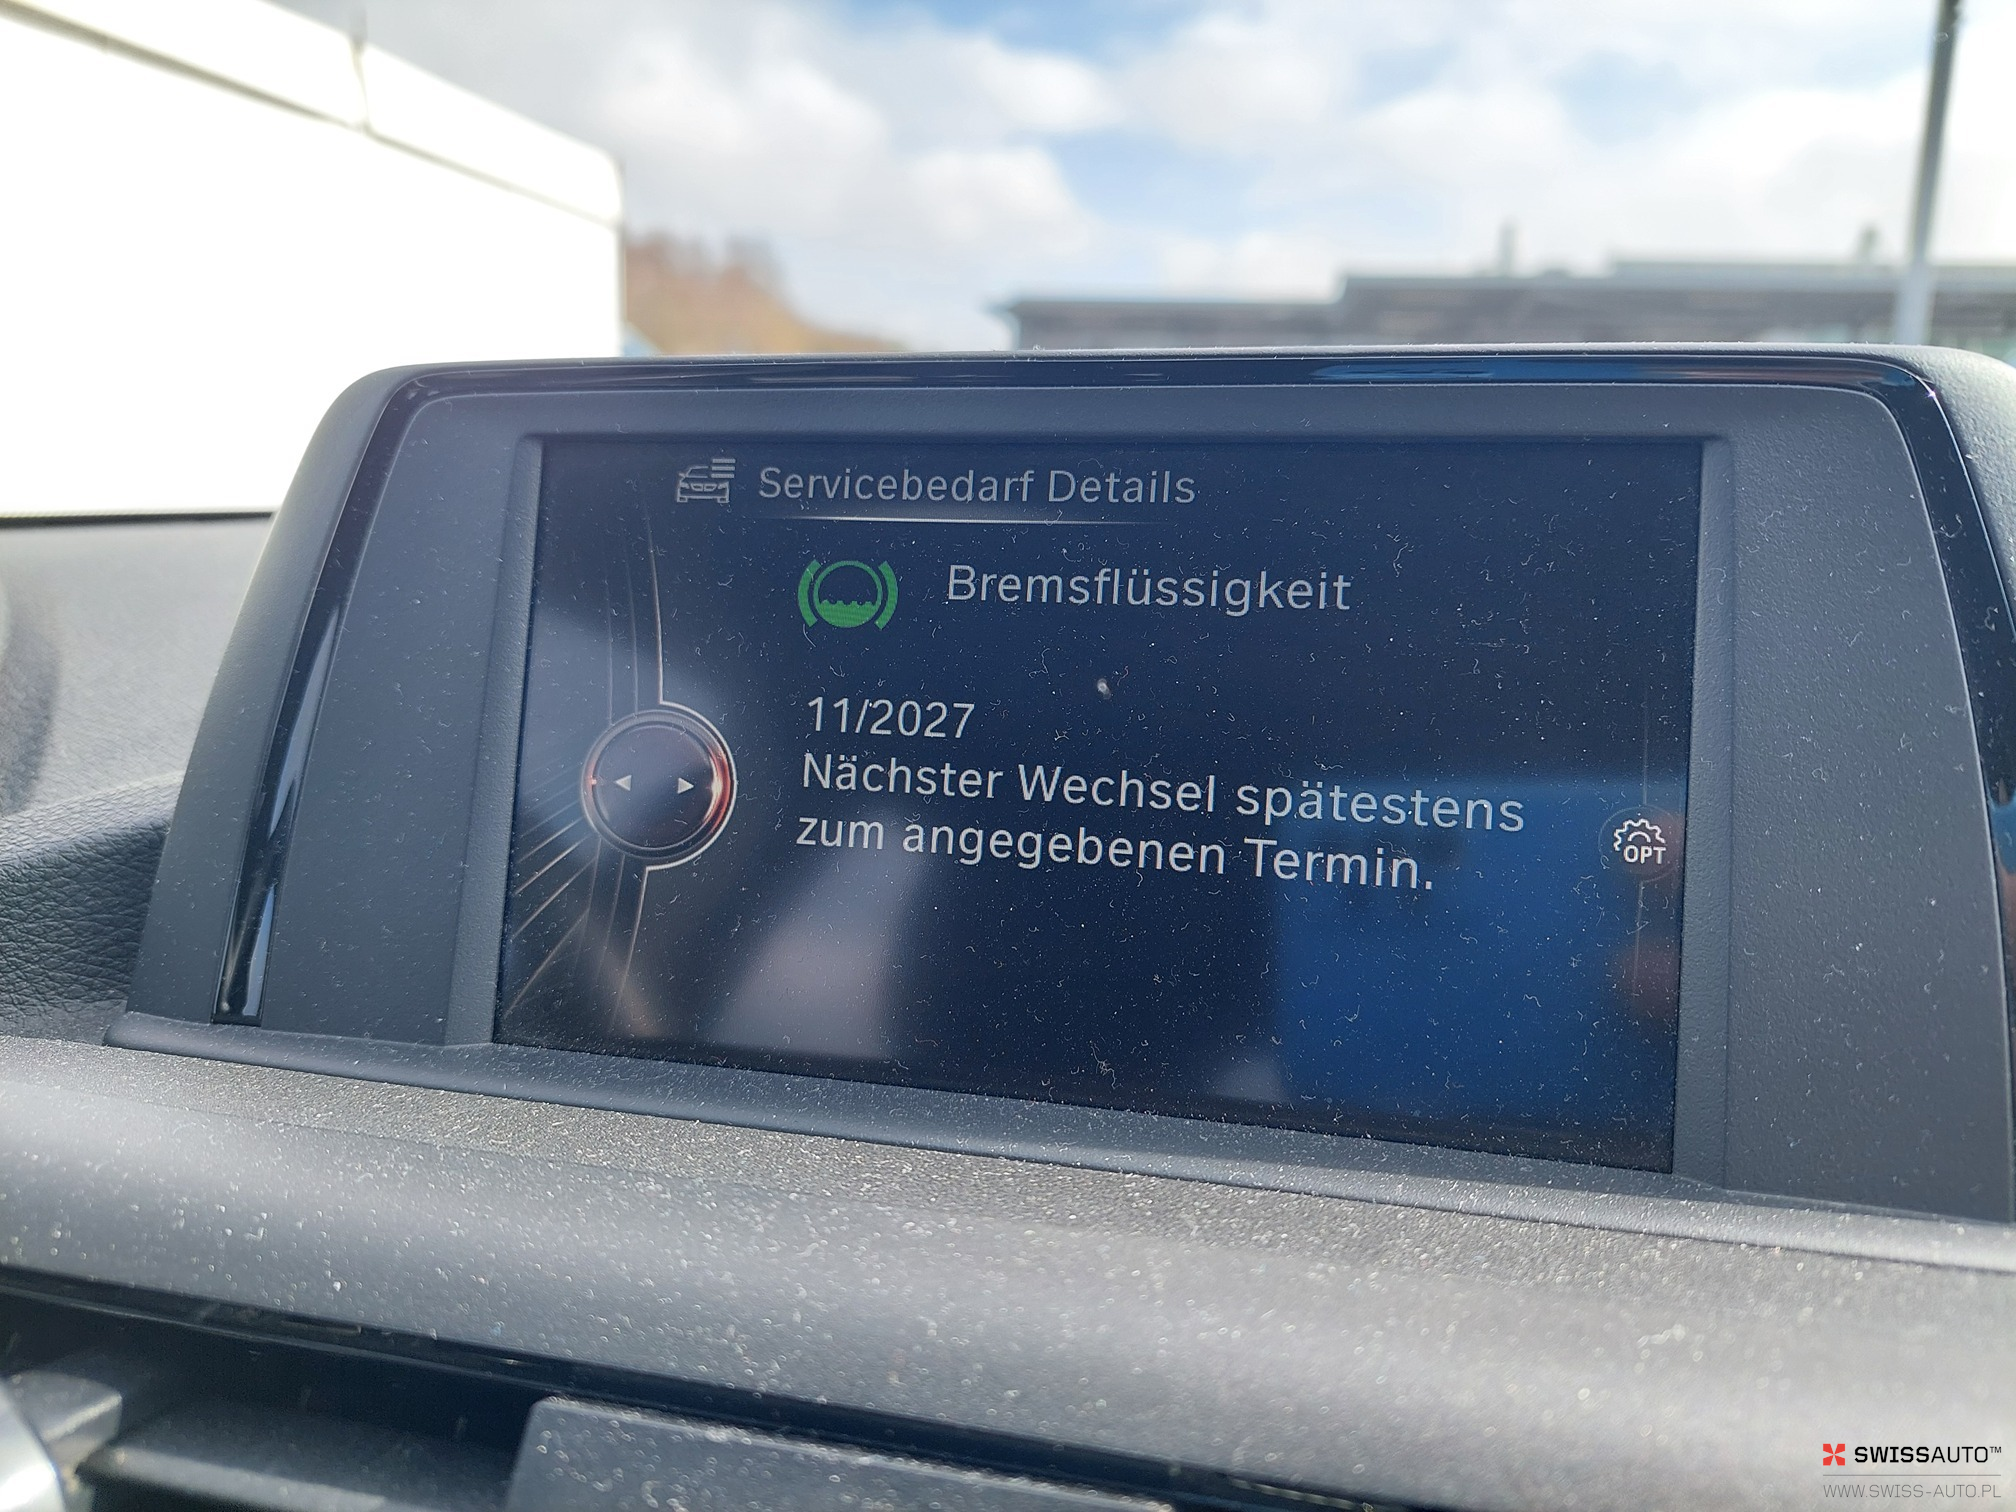 Servicebedarf Details
Bremsflüssigkeit
11/2027
Nächster Wechsel spätestens
zum angegebenen Termin.
OPT
SWISSAUTO™
WWW.SWISS-AUTO.PL